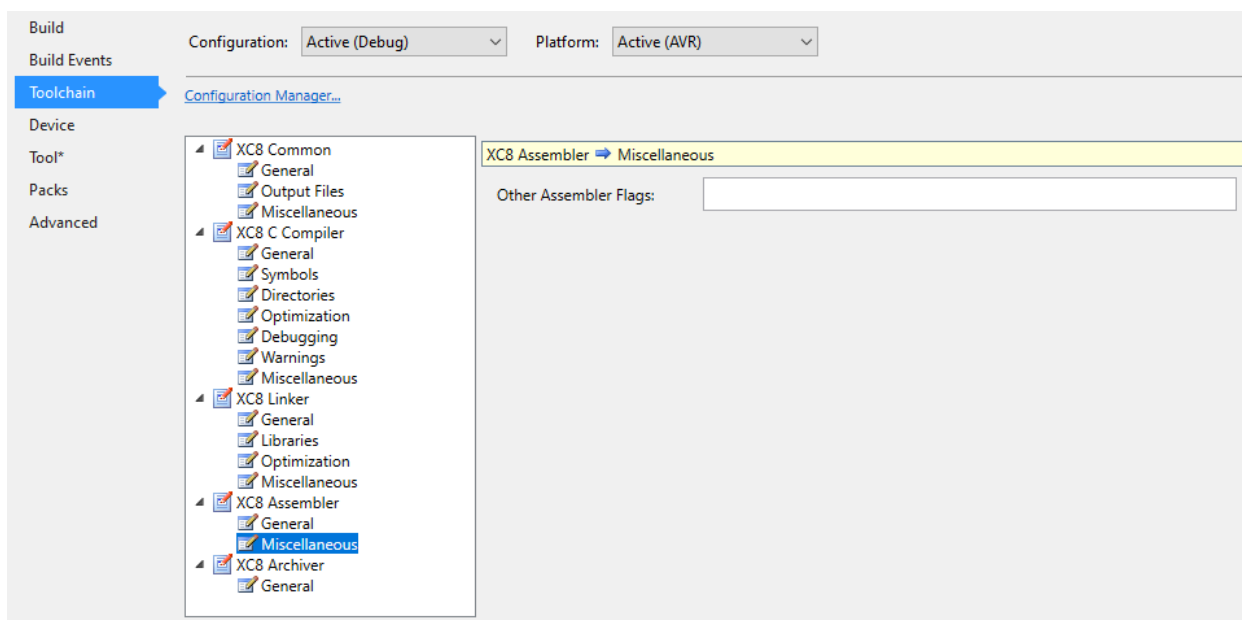 Build
Build Events
Toolchain
Device
Tool*
Packs
Advanced
Configuration: Active (Debug) Platform: Active (AVR)
Configuration Manager...
XC8 Common
General
Output Files
Miscellaneous
XC8 C Compiler
General
Symbols
Directories
Optimization
Debugging
Warnings
Miscellaneous
XC8 Linker
General
Libraries
Optimization
Miscellaneous
XC8 Assembler
General
Miscellaneous
XC8 Archiver
General
XC8 Assembler ➡ Miscellaneous
Other Assembler Flags: